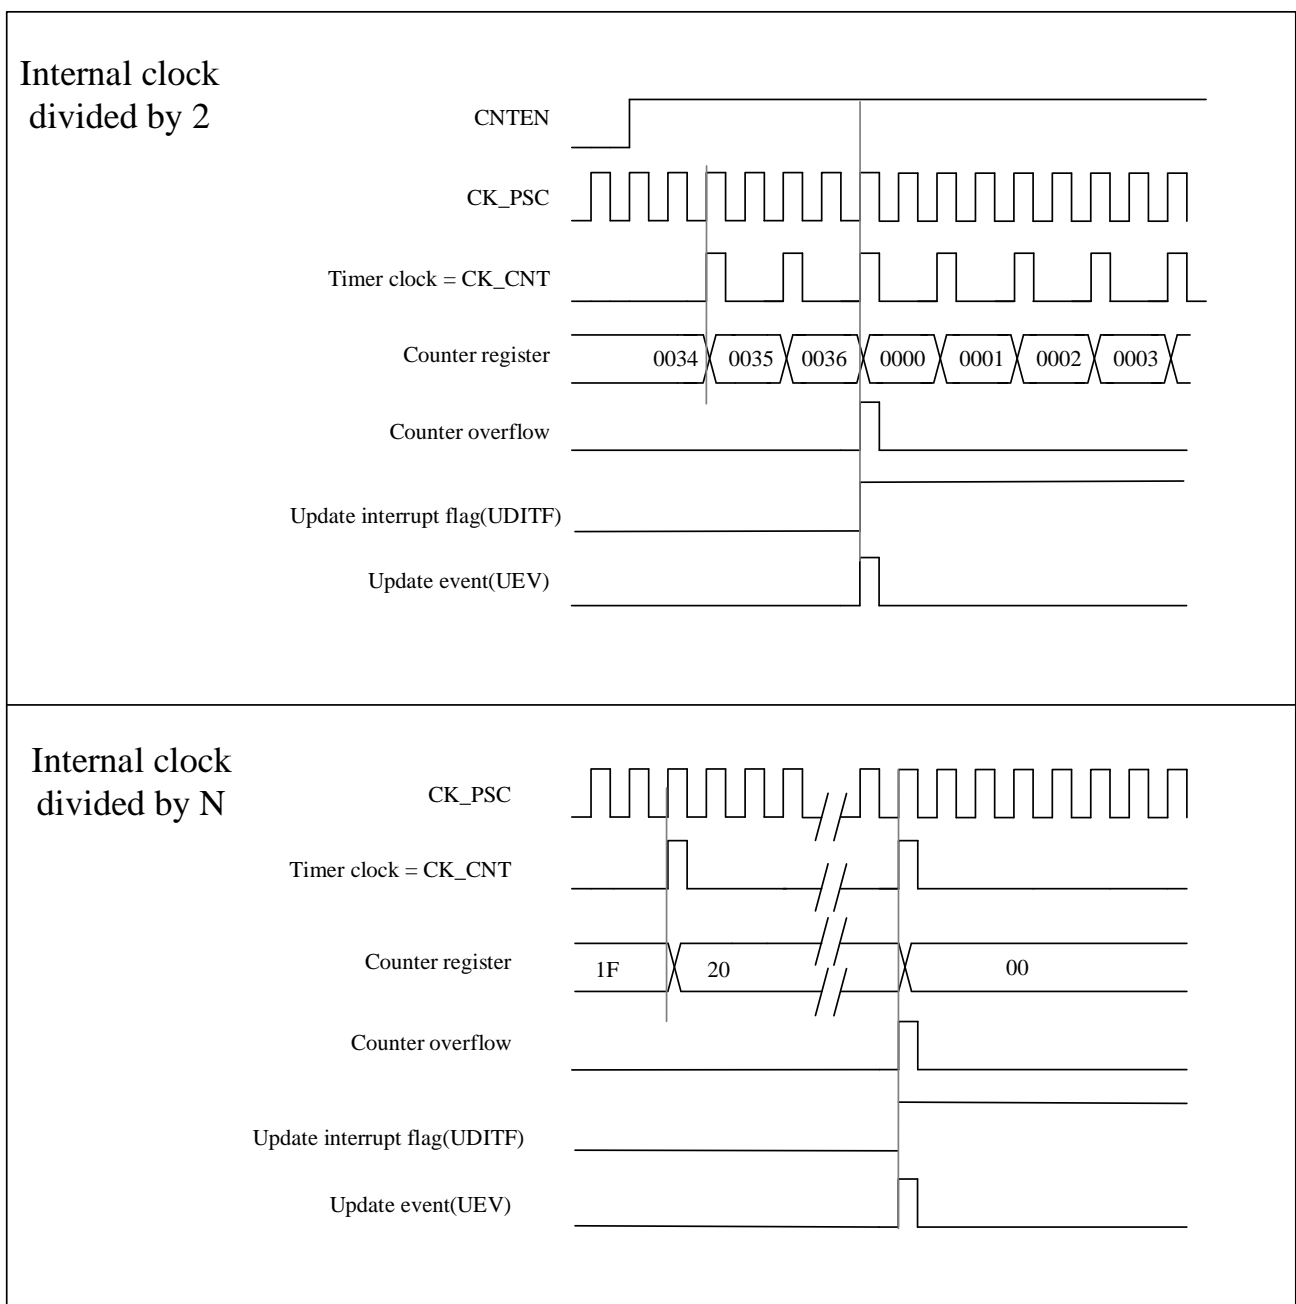 Internal clock
divided by 2
CNTEN
CK_PSC
Timer clock = CK_CNT
Counter register
0034 0035 0036 0000 0001 0002 0003
Counter overflow
Update interrupt flag(UDITF)
Update event(UEV)
Internal clock
divided by N
CK_PSC
Timer clock = CK_CNT
Counter register
1F 20 00
Counter overflow
Update interrupt flag(UDITF)
Update event(UEV)